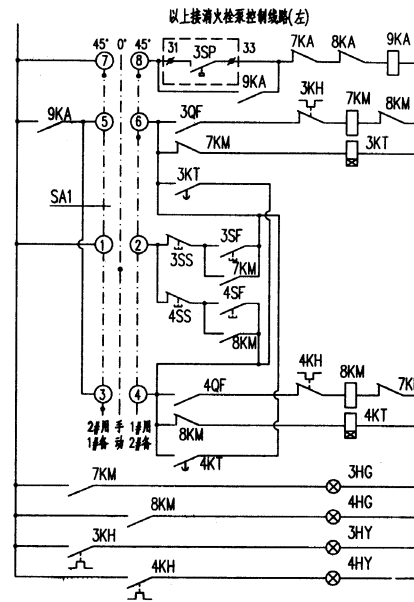 以上接消火栓泵控制线路(左)
45° 0° 45°
7 8 31 3SP 33 7KA 8KA 9KA
9KA
9KA 5 6 3QF 3KH 7KM 8KM
7KM 3KT
3KT
SA1
1 2 3SS 3SF
7KM
4SS 4SF
8KM
3 4 4QF 4KH 8KM 7K
8KM 4KT
4KT
2#用 手 1#用
1#备 动 2#备
7KM 3HG
8KM 4HG
3KH 3HY
4KH 4HY